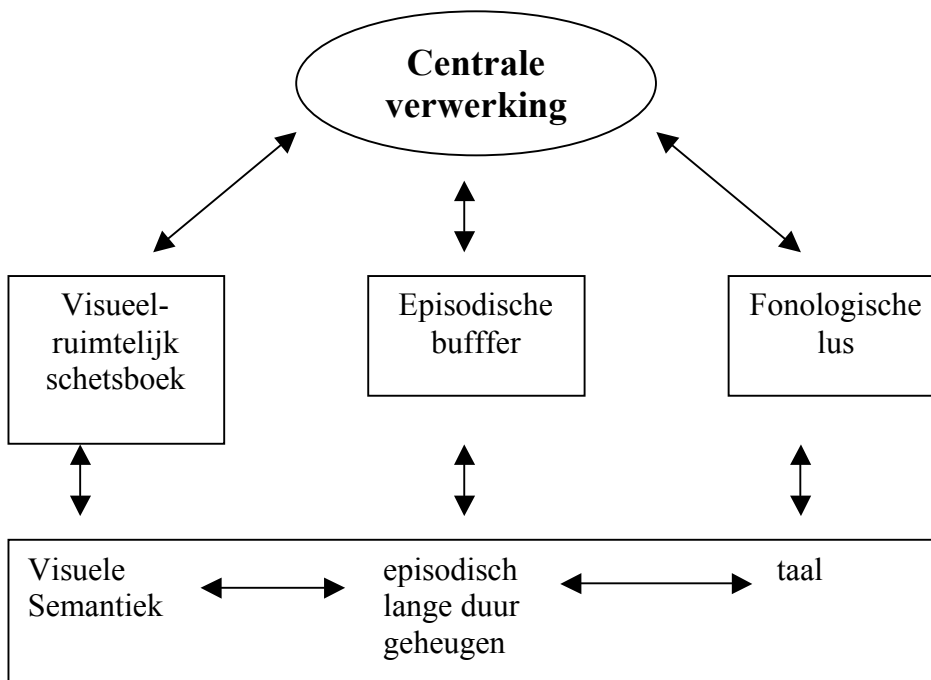 Centrale
verwerking
Visueel-
ruimtelijk
schetsboek
Episodische
bufffer
Fonologische
lus
Visuele
Semantiek
episodisch
lange duur
geheugen
taal